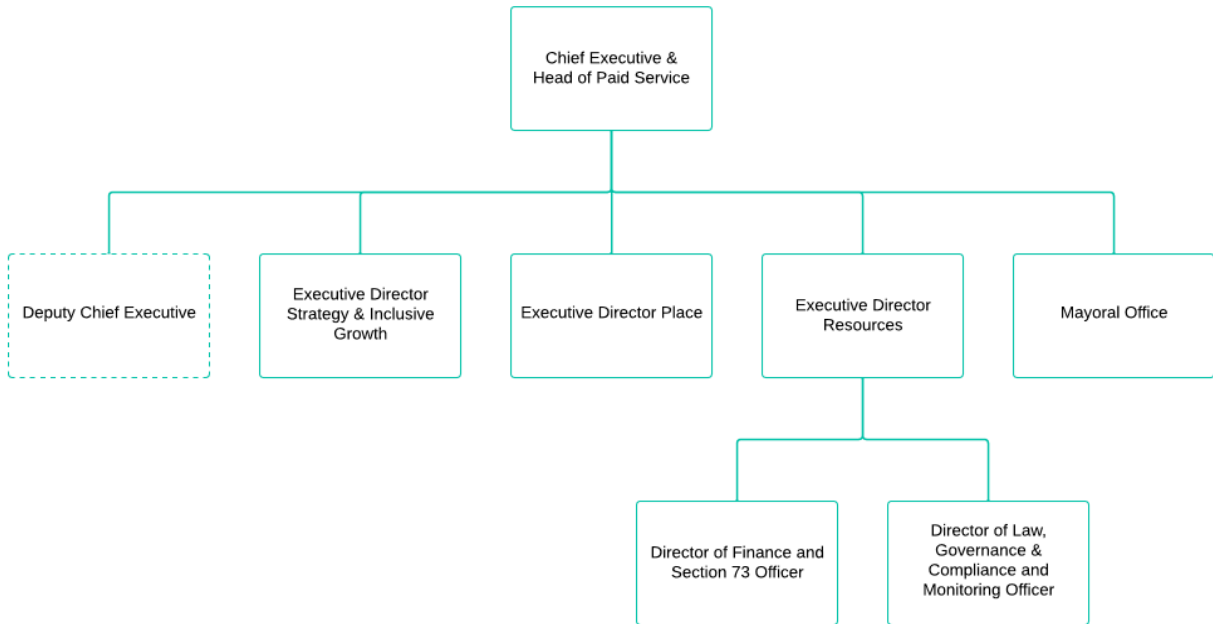 Chief Executive &
Head of Paid Service
Deputy Chief Executive
Executive Director
Strategy & Inclusive
Growth
Executive Director Place
Executive Director
Resources
Mayoral Office
Director of Finance and
Section 73 Officer
Director of Law,
Governance &
Compliance and
Monitoring Officer